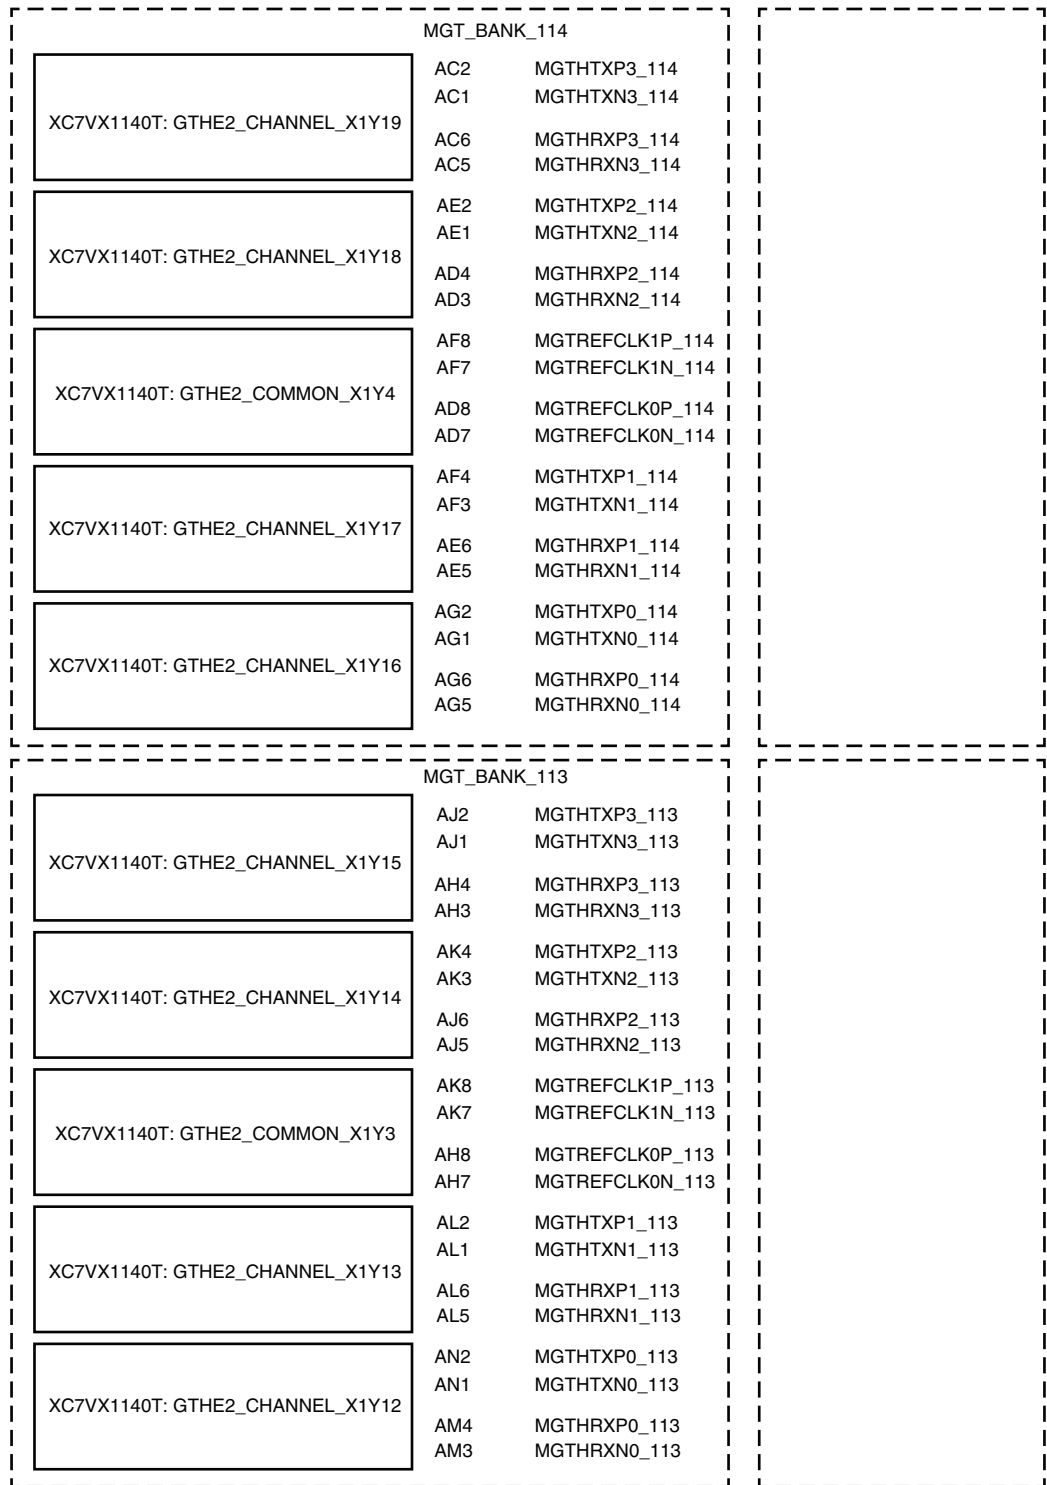 MGT_BANK_114
XC7VX1140T: GTHE2_CHANNEL_X1Y19
AC2 MGTHTXP3_114
AC1 MGTHTXN3_114
AC6 MGTHRXP3_114
AC5 MGTHRXN3_114
XC7VX1140T: GTHE2_CHANNEL_X1Y18
AE2 MGTHTXP2_114
AE1 MGTHTXN2_114
AD4 MGTHRXP2_114
AD3 MGTHRXN2_114
XC7VX1140T: GTHE2_COMMON_X1Y4
AF8 MGTREFCLK1P_114
AF7 MGTREFCLK1N_114
AD8 MGTREFCLK0P_114
AD7 MGTREFCLK0N_114
XC7VX1140T: GTHE2_CHANNEL_X1Y17
AF4 MGTHTXP1_114
AF3 MGTHTXN1_114
AE6 MGTHRXP1_114
AE5 MGTHRXN1_114
XC7VX1140T: GTHE2_CHANNEL_X1Y16
AG2 MGTHTXP0_114
AG1 MGTHTXN0_114
AG6 MGTHRXP0_114
AG5 MGTHRXN0_114
MGT_BANK_113
XC7VX1140T: GTHE2_CHANNEL_X1Y15
AJ2 MGTHTXP3_113
AJ1 MGTHTXN3_113
AH4 MGTHRXP3_113
AH3 MGTHRXN3_113
XC7VX1140T: GTHE2_CHANNEL_X1Y14
AK4 MGTHTXP2_113
AK3 MGTHTXN2_113
AJ6 MGTHRXP2_113
AJ5 MGTHRXN2_113
XC7VX1140T: GTHE2_COMMON_X1Y3
AK8 MGTREFCLK1P_113
AK7 MGTREFCLK1N_113
AH8 MGTREFCLK0P_113
AH7 MGTREFCLK0N_113
XC7VX1140T: GTHE2_CHANNEL_X1Y13
AL2 MGTHTXP1_113
AL1 MGTHTXN1_113
AL6 MGTHRXP1_113
AL5 MGTHRXN1_113
XC7VX1140T: GTHE2_CHANNEL_X1Y12
AN2 MGTHTXP0_113
AN1 MGTHTXN0_113
AM4 MGTHRXP0_113
AM3 MGTHRXN0_113